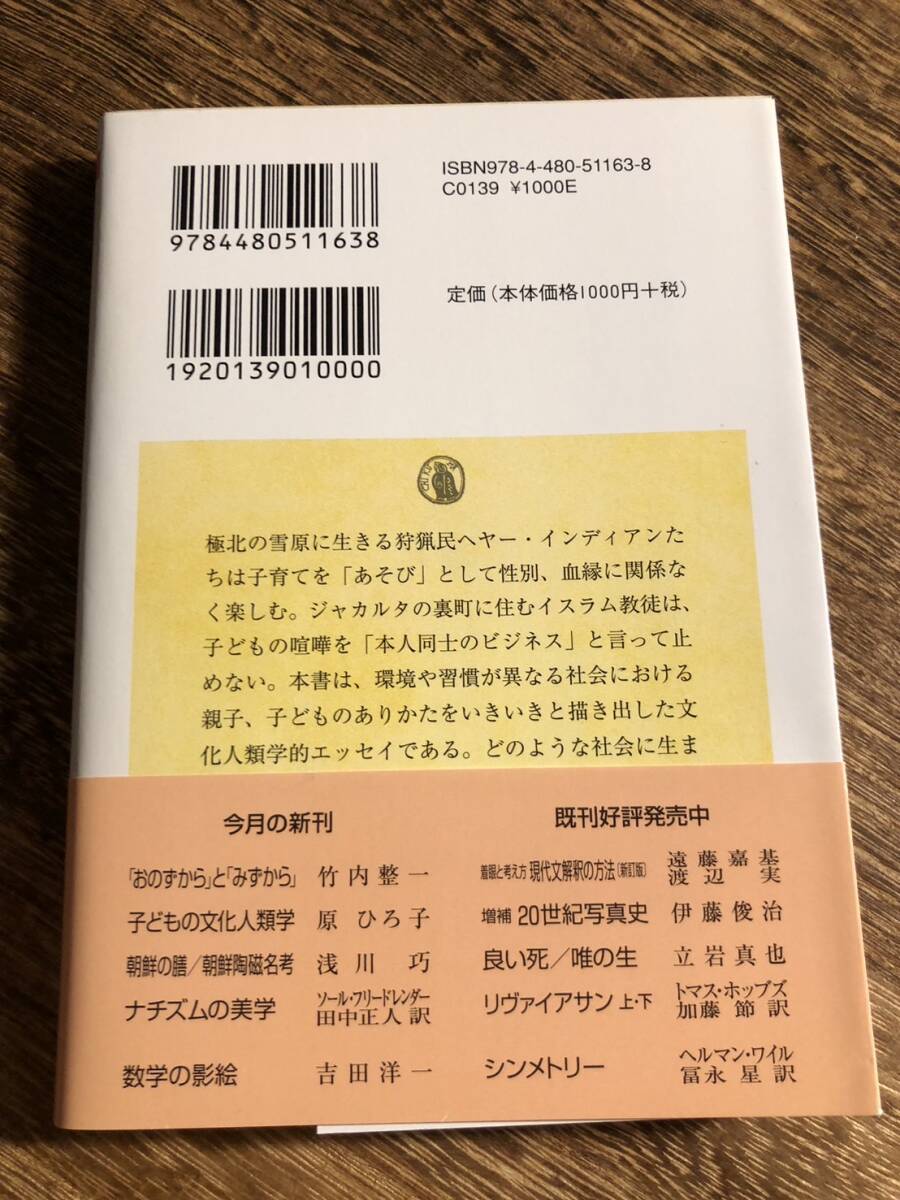 ISBN978-4-480-51163-8
C0139 ¥1000E
9784480511638
定価(本体価格1000円+税)
1920139010000
極北の雪原に生きる狩猟民ヘヤー・インディアンた
ちは子育てを「あそび」として性別、血縁に関係な
く楽しむ。ジャカルタの裏町に住むイスラム教徒は、
子どもの喧嘩を「本人同士のビジネス」と言って止
めない。本書は、環境や習慣が異なる社会における
親子、子どものありかたをいきいきと描き出した文
化人類学的エッセイである。どのような社会に生ま
今月の新刊
「おのずから」と「みずから」 竹内整一
子どもの文化人類学 原 ひろ子
朝鮮の膳/朝鮮陶磁名考 浅川 巧
ナチズムの美学 ソール・フリードレンダー
田中正人 訳
数学の影絵 吉田洋一
既刊好評発売中
着眼と考え方 現代文解釈の方法〔新訂版〕 遠藤嘉基
渡辺 実
増補 20世紀写真史 伊藤俊治
良い死/唯の生 立岩真也
リヴァイアサン 上・下 トマス・ホッブズ
加藤 節 訳
シンメトリー ヘルマン・ワイル
冨永 星 訳